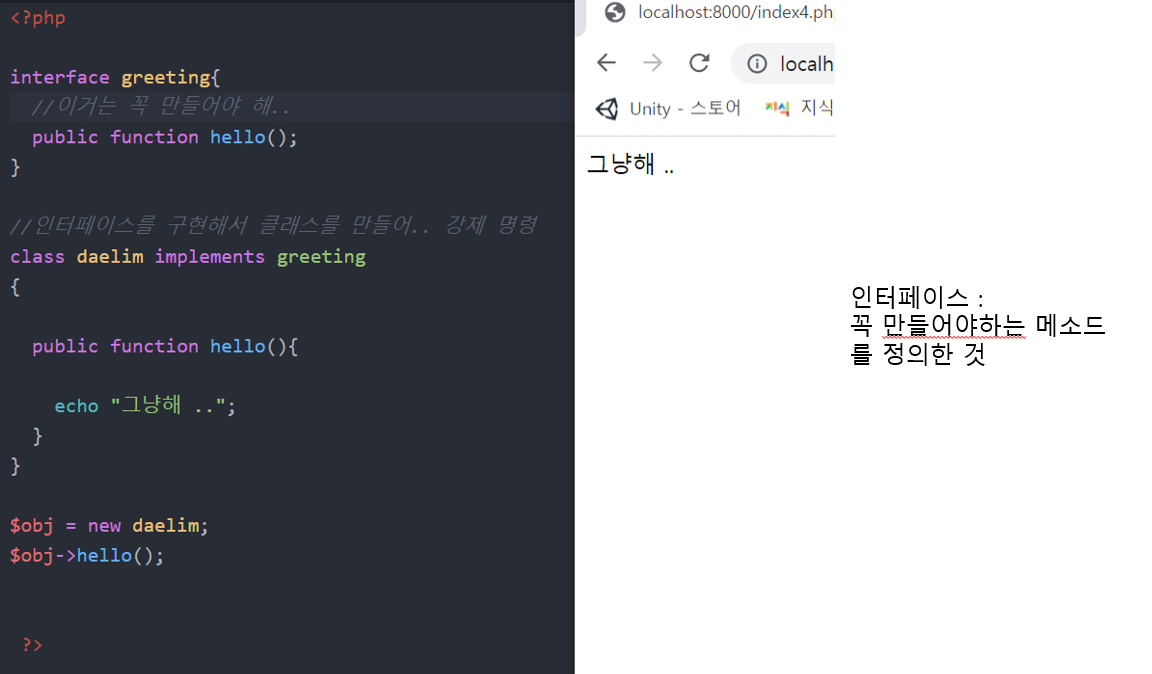 <?php
interface greeting{
//이거는 꼭 만들어야 해..
public function hello();
}
//인터페이스를 구현해서 클래스를 만들어.. 강제 명령
class daelim implements greeting
{
public function hello(){
echo "그냥해 ..";
}
}
$obj = new daelim;
$obj->hello();
?>
localhost:8000/index4.php
localh
Unity - 스토어
지식 지식
그냥해 ..
인터페이스 :
꼭 만들어야하는 메소드
를 정의한 것